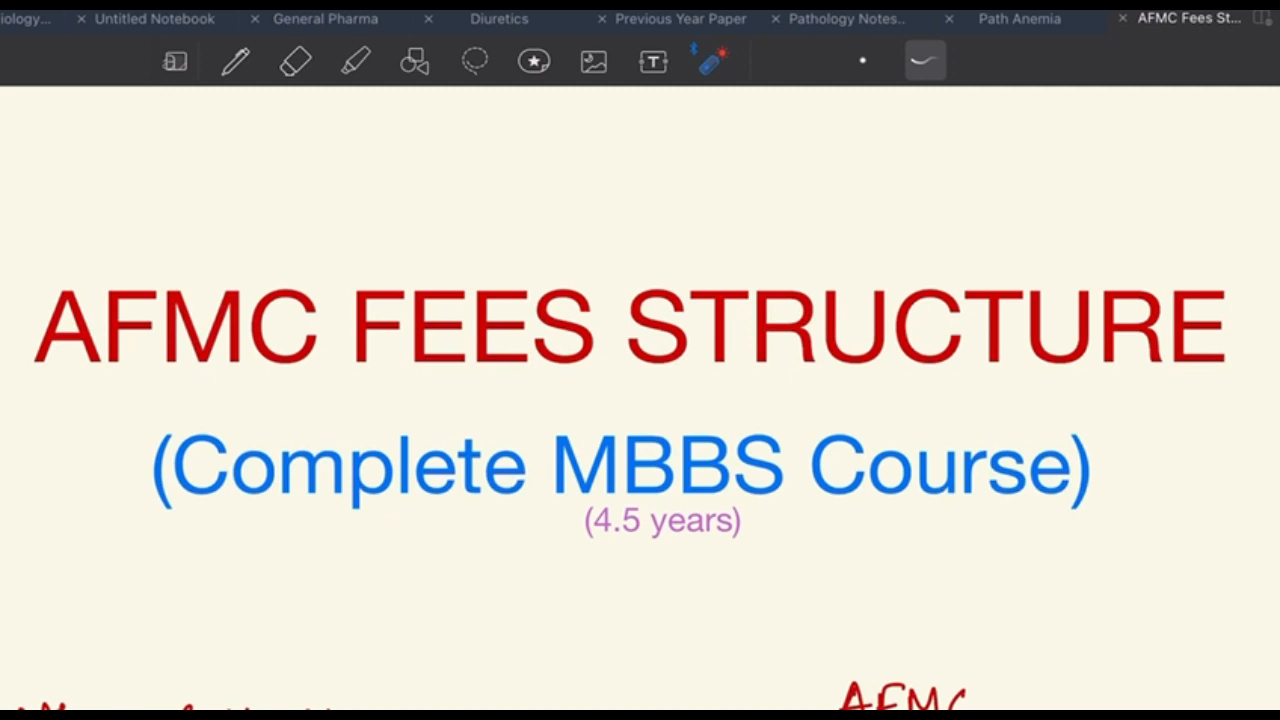 iology... × Untitled Notebook × General Pharma × Diuretics × Previous Year Paper × Pathology Notes.. × Path Anemia × AFMC Fees St...
T
AFMC FEES STRUCTURE
(Complete MBBS Course)
(4.5 years)
AFMC